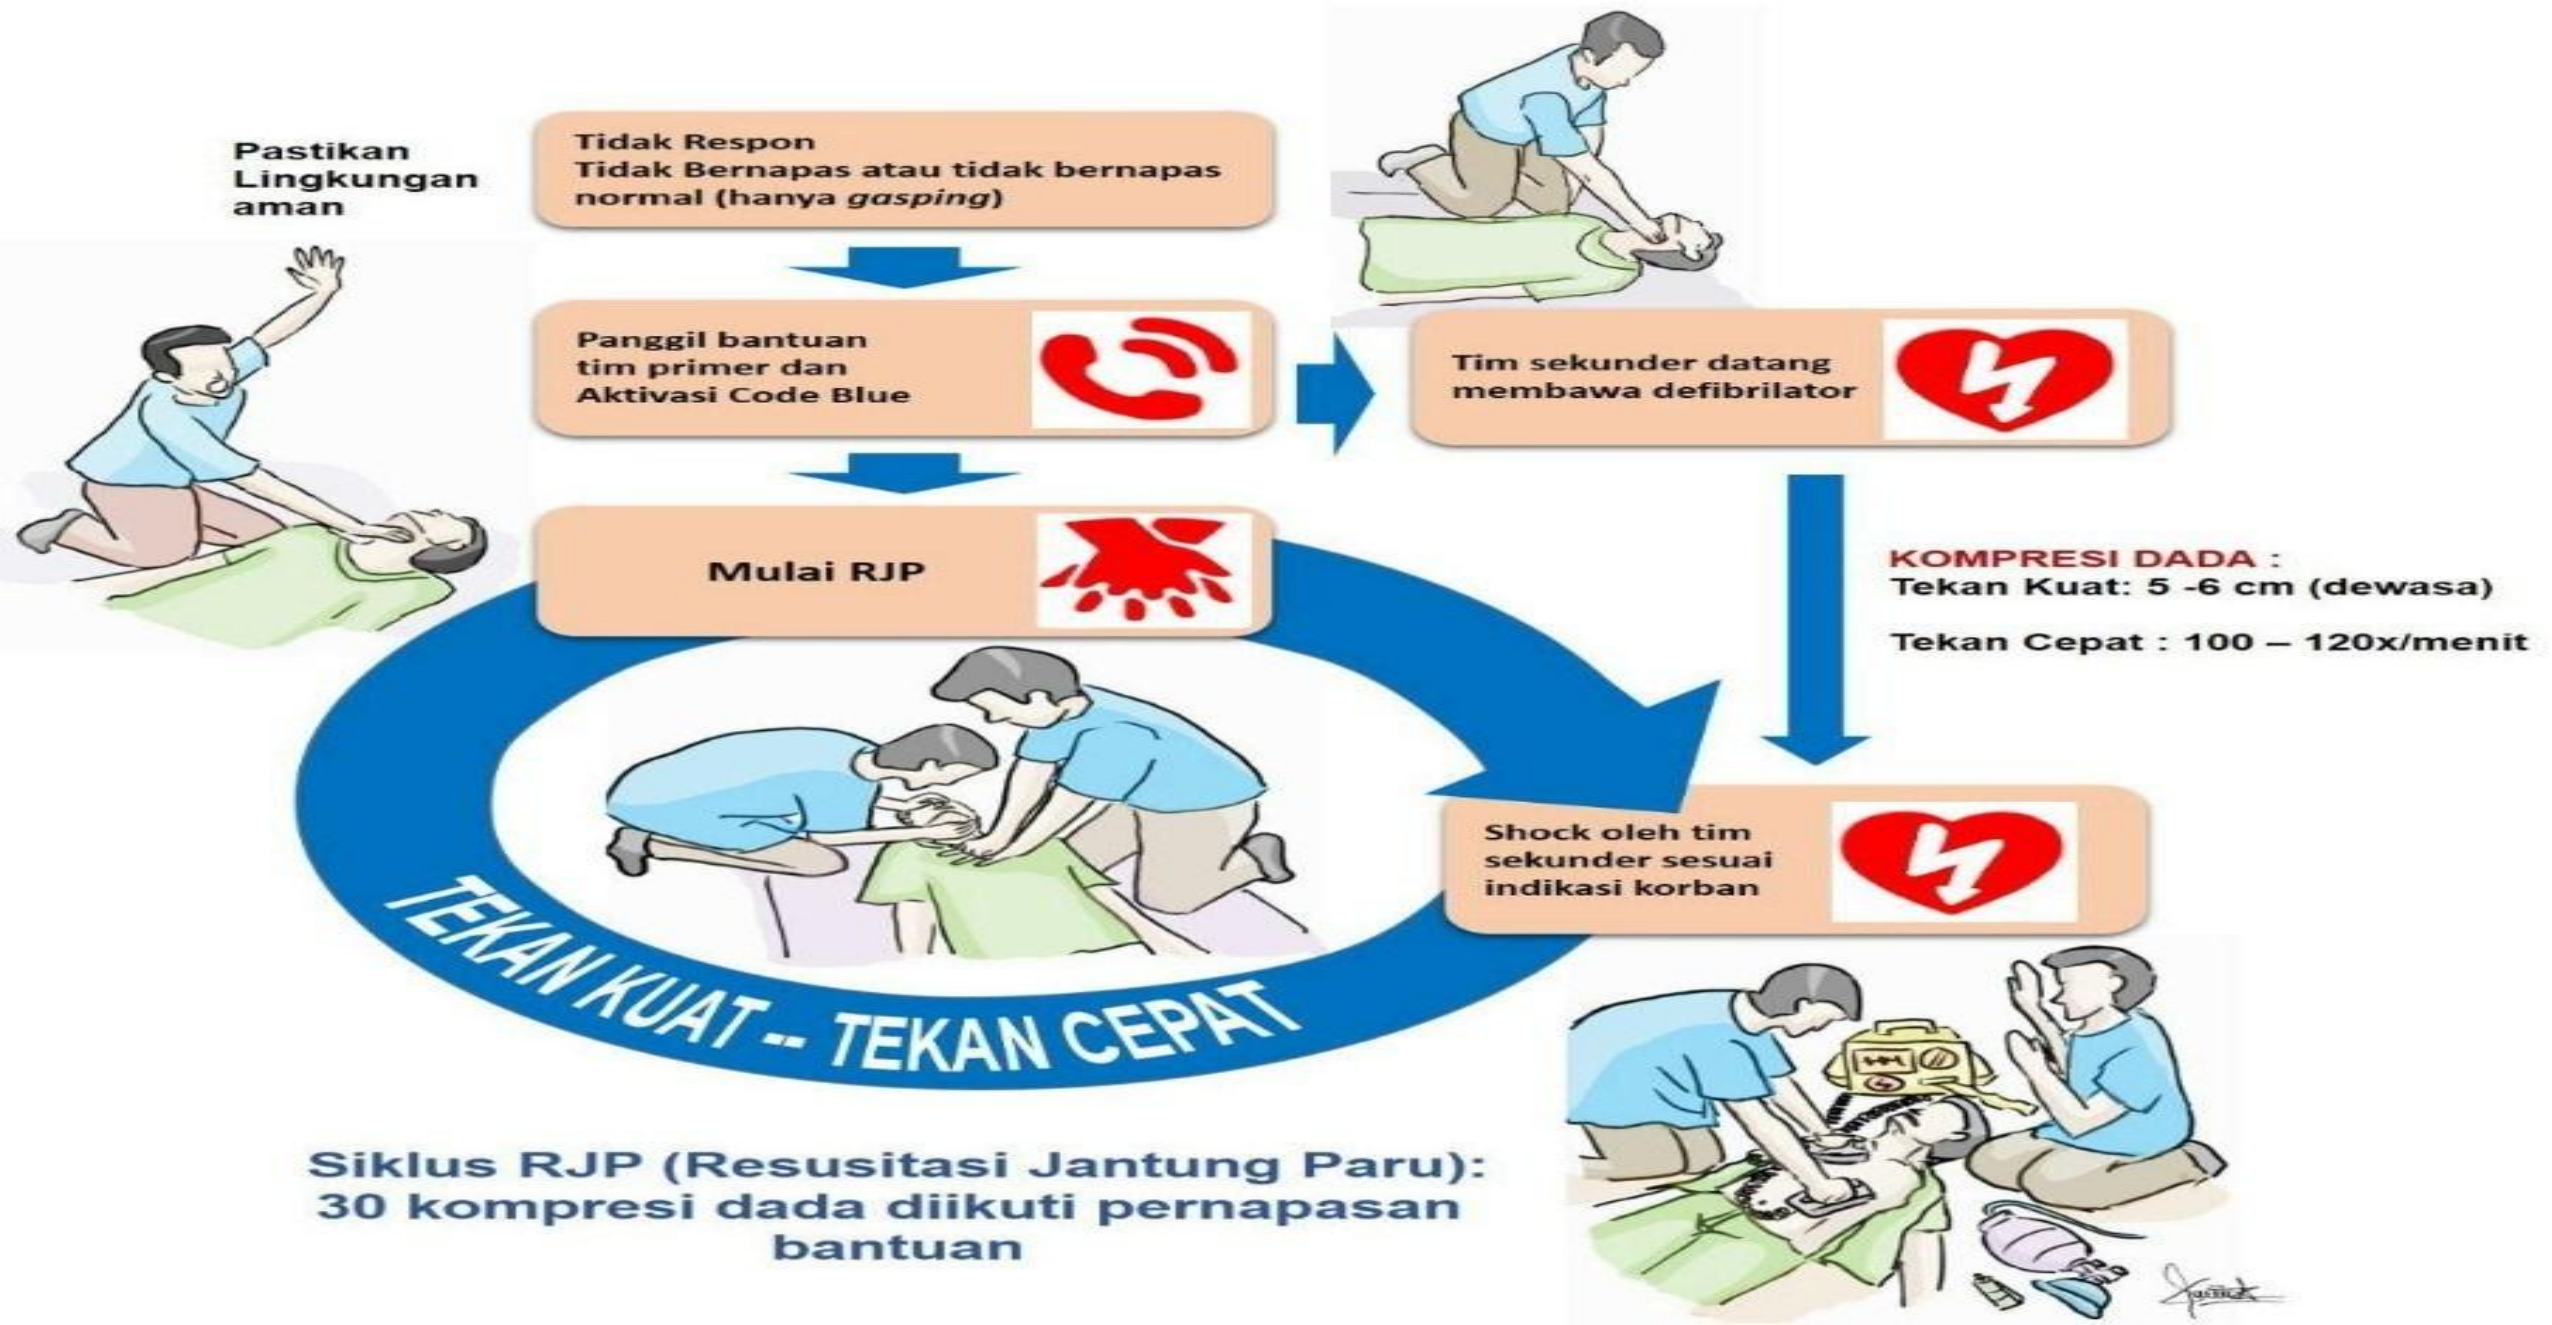 Pastikan
Lingkungan
aman
Tidak Respon
Tidak Bernapas atau tidak bernapas
normal (hanya gasping)
Panggil bantuan
tim primer dan
Aktivasi Code Blue
Tim sekunder datang
membawa defibrilator
Mulai RJP
KOMPRESI DADA :
Tekan Kuat: 5 -6 cm (dewasa)
Tekan Cepat : 100 – 120x/menit
Shock oleh tim
sekunder sesuai
indikasi korban
TEKAN KUAT -- TEKAN CEPAT
Siklus RJP (Resusitasi Jantung Paru):
30 kompresi dada diikuti pernapasan
bantuan